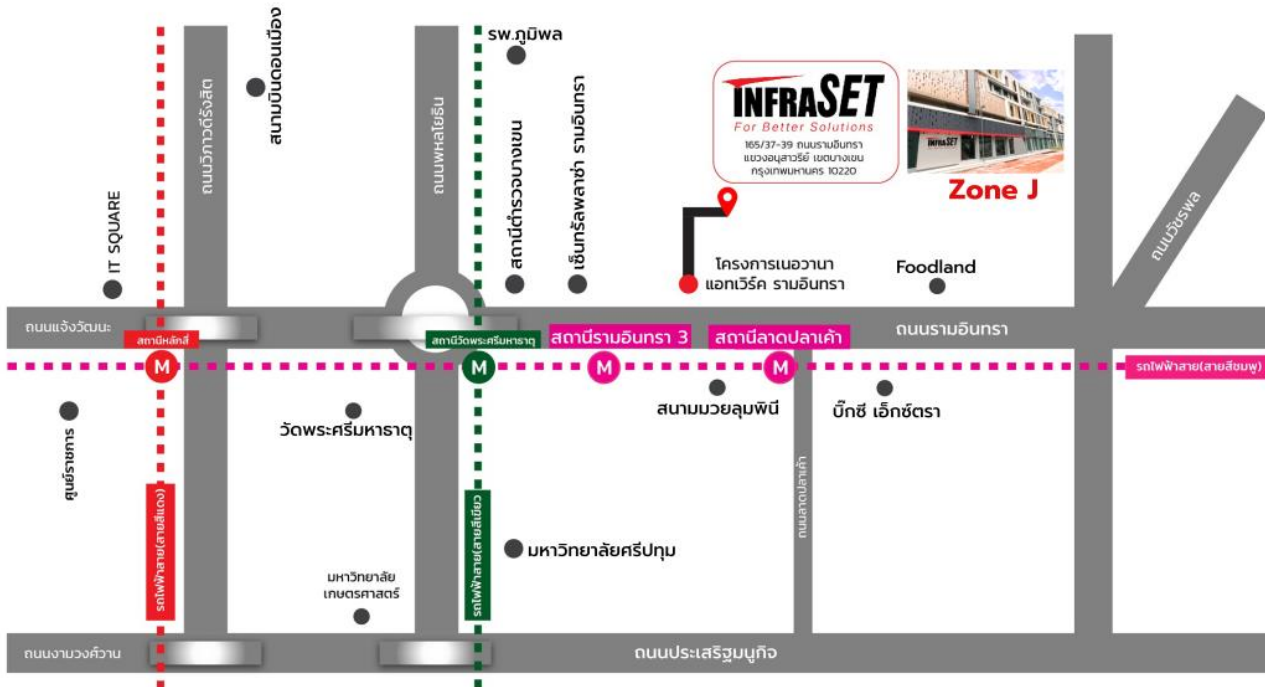 สนามบินดอนเมือง
รพ.ภูมิพล
ถนนวิภาวดีรังสิต
ถนนพหลโยธิน
IT SQUARE
สถานีตำรวจบางเขน
เซ็นทรัลพลาซ่า รามอินทรา
INFRASET
For Better Solutions
165/37-39 ถนนรามอินทรา
แขวงอนุสาวรีย์ เขตบางเขน
กรุงเทพมหานคร 10220
INFRASET
Zone J
ถนนวัชรพล
โครงการเนอวานา
แอทเวิร์ค รามอินทรา
Foodland
ถนนแจ้งวัฒนะ
ถนนรามอินทรา
สถานีหลักสี่
สถานีวัดพระศรีมหาธาตุ
สถานีรามอินทรา 3
สถานีลาดปลาเค้า
M
M
M
M
รถไฟฟ้าสาย(สายสีชมพู)
ศูนย์ราชการ
วัดพระศรีมหาธาตุ
สนามมวยลุมพินี
บิ๊กซี เอ็กซ์ตรา
ถนนลาดปลาเค้า
รถไฟฟ้าสาย(สายสีแดง)
รถไฟฟ้าสาย(สายสีเขียว)
มหาวิทยาลัยศรีปทุม
มหาวิทยาลัย
เกษตรศาสตร์
ถนนงามวงศ์วาน
ถนนประเสริฐมนูกิจ